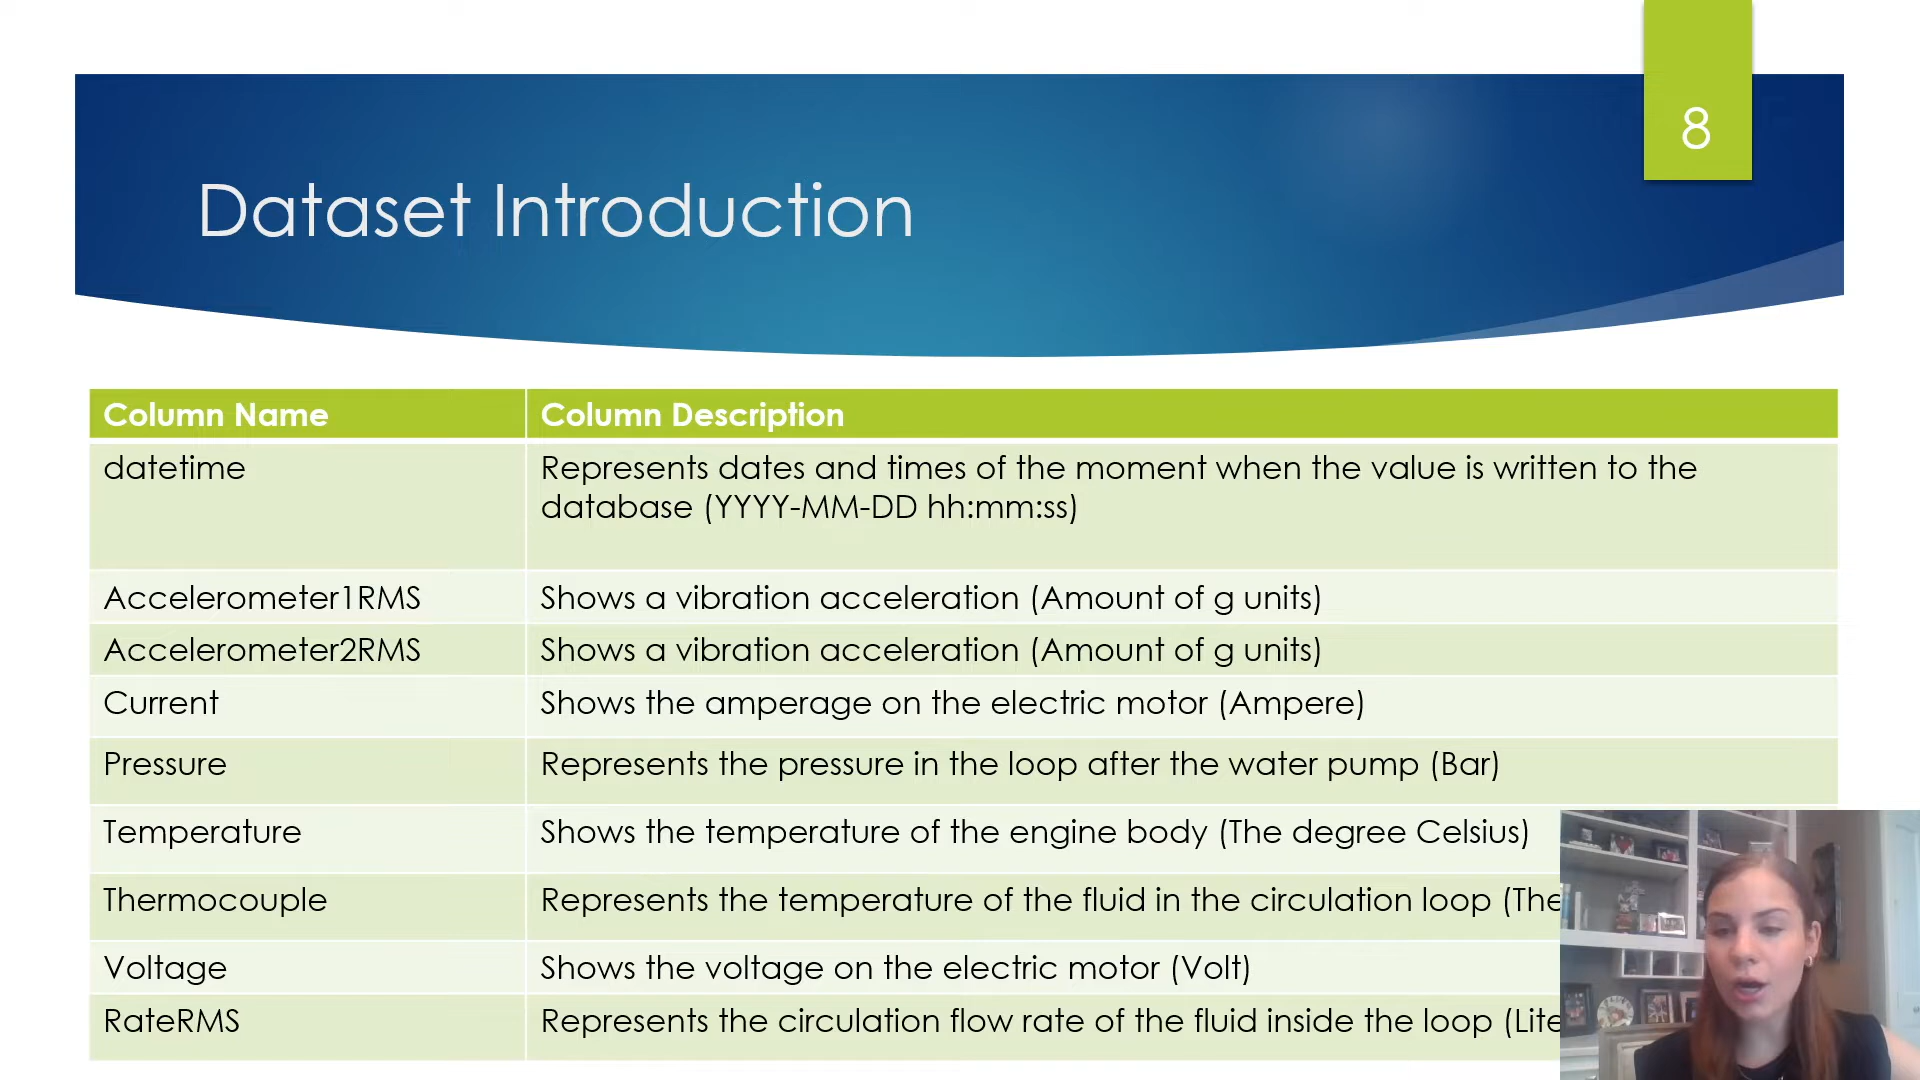 8
Dataset Introduction
Column Name
Column Description
datetime
Represents dates and times of the moment when the value is written to the
database (YYYY-MM-DD hh:mm:ss)
Accelerometer1RMS
Shows a vibration acceleration (Amount of g units)
Accelerometer2RMS
Shows a vibration acceleration (Amount of g units)
Current
Shows the amperage on the electric motor (Ampere)
Pressure
Represents the pressure in the loop after the water pump (Bar)
Temperature
Shows the temperature of the engine body (The degree Celsius)
Thermocouple
Represents the temperature of the fluid in the circulation loop (The
Voltage
Shows the voltage on the electric motor (Volt)
RateRMS
Represents the circulation flow rate of the fluid inside the loop